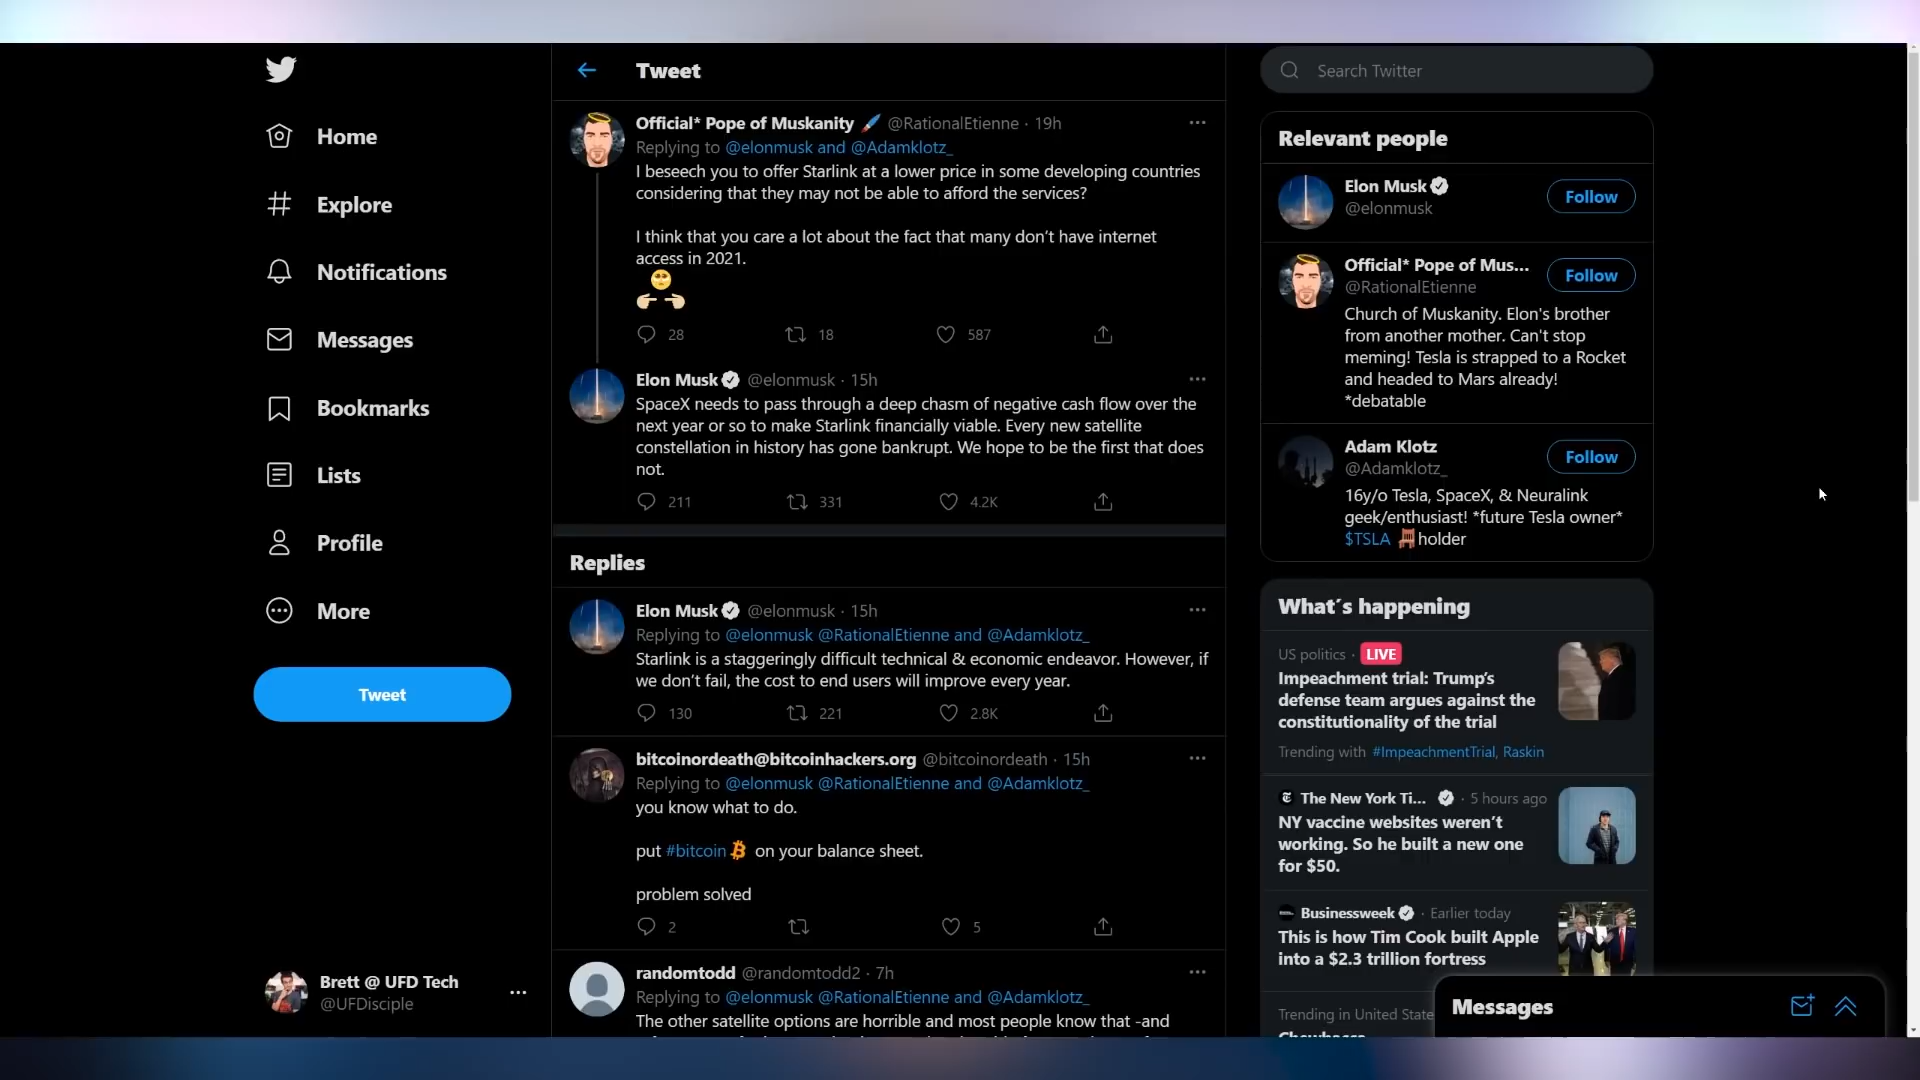 Home
Explore
Notifications
Messages
Bookmarks
Lists
Profile
More
Tweet
Brett @ UFD Tech
@UFDisciple
Tweet
Official* Pope of Muskanity @RationalEtienne · 19h
Replying to @elonmusk and @Adamklotz_
I beseech you to offer Starlink at a lower price in some developing countries
considering that they may not be able to afford the services?
I think that you care a lot about the fact that many don't have internet
access in 2021.
28 18 587
Elon Musk @elonmusk · 15h
SpaceX needs to pass through a deep chasm of negative cash flow over the
next year or so to make Starlink financially viable. Every new satellite
constellation in history has gone bankrupt. We hope to be the first that does
not.
211 331 4.2K
Replies
Elon Musk @elonmusk · 15h
Replying to @elonmusk @RationalEtienne and @Adamklotz_
Starlink is a staggeringly difficult technical & economic endeavor. However, if
we don't fail, the cost to end users will improve every year.
130 221 2.8K
bitcoinordeath@bitcoinhackers.org @bitcoinordeath · 15h
Replying to @elonmusk @RationalEtienne and @Adamklotz_
you know what to do.
put #bitcoin on your balance sheet.
problem solved
2 5
randomtodd @randomtodd2 · 7h
Replying to @elonmusk @RationalEtienne and @Adamklotz_
The other satellite options are horrible and most people know that -and
Search Twitter
Relevant people
Elon Musk
@elonmusk
Follow
Official* Pope of Mus...
@RationalEtienne
Follow
Church of Muskanity. Elon's brother
from another mother. Can't stop
meming! Tesla is strapped to a Rocket
and headed to Mars already!
*debatable
Adam Klotz
@Adamklotz_
Follow
16y/o Tesla, SpaceX, & Neuralink
geek/enthusiast! *future Tesla owner*
$TSLA holder
What's happening
US politics · LIVE
Impeachment trial: Trump's
defense team argues against the
constitutionality of the trial
Trending with #ImpeachmentTrial, Raskin
The New York Ti... · 5 hours ago
NY vaccine websites weren't
working. So he built a new one
for $50.
Businessweek · Earlier today
This is how Tim Cook built Apple
into a $2.3 trillion fortress
Trending in United State
Messages